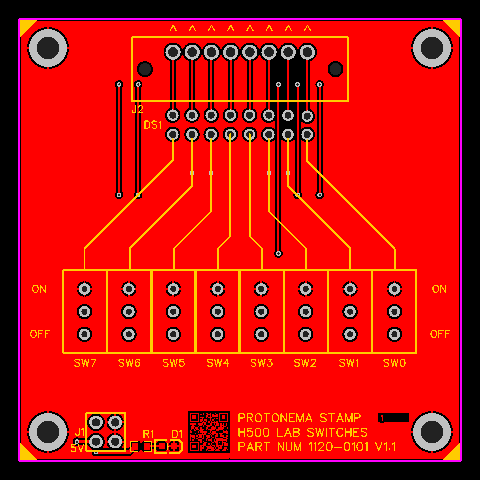 J2
DS1
ON ON
OFF OFF
SW7 SW6 SW5 SW4 SW3 SW2 SW1 SW0
J1
5V
R1 D1
PROTONEMA STAMP
H500 LAB SWITCHES
PART NUM 1120-0101 V1.1